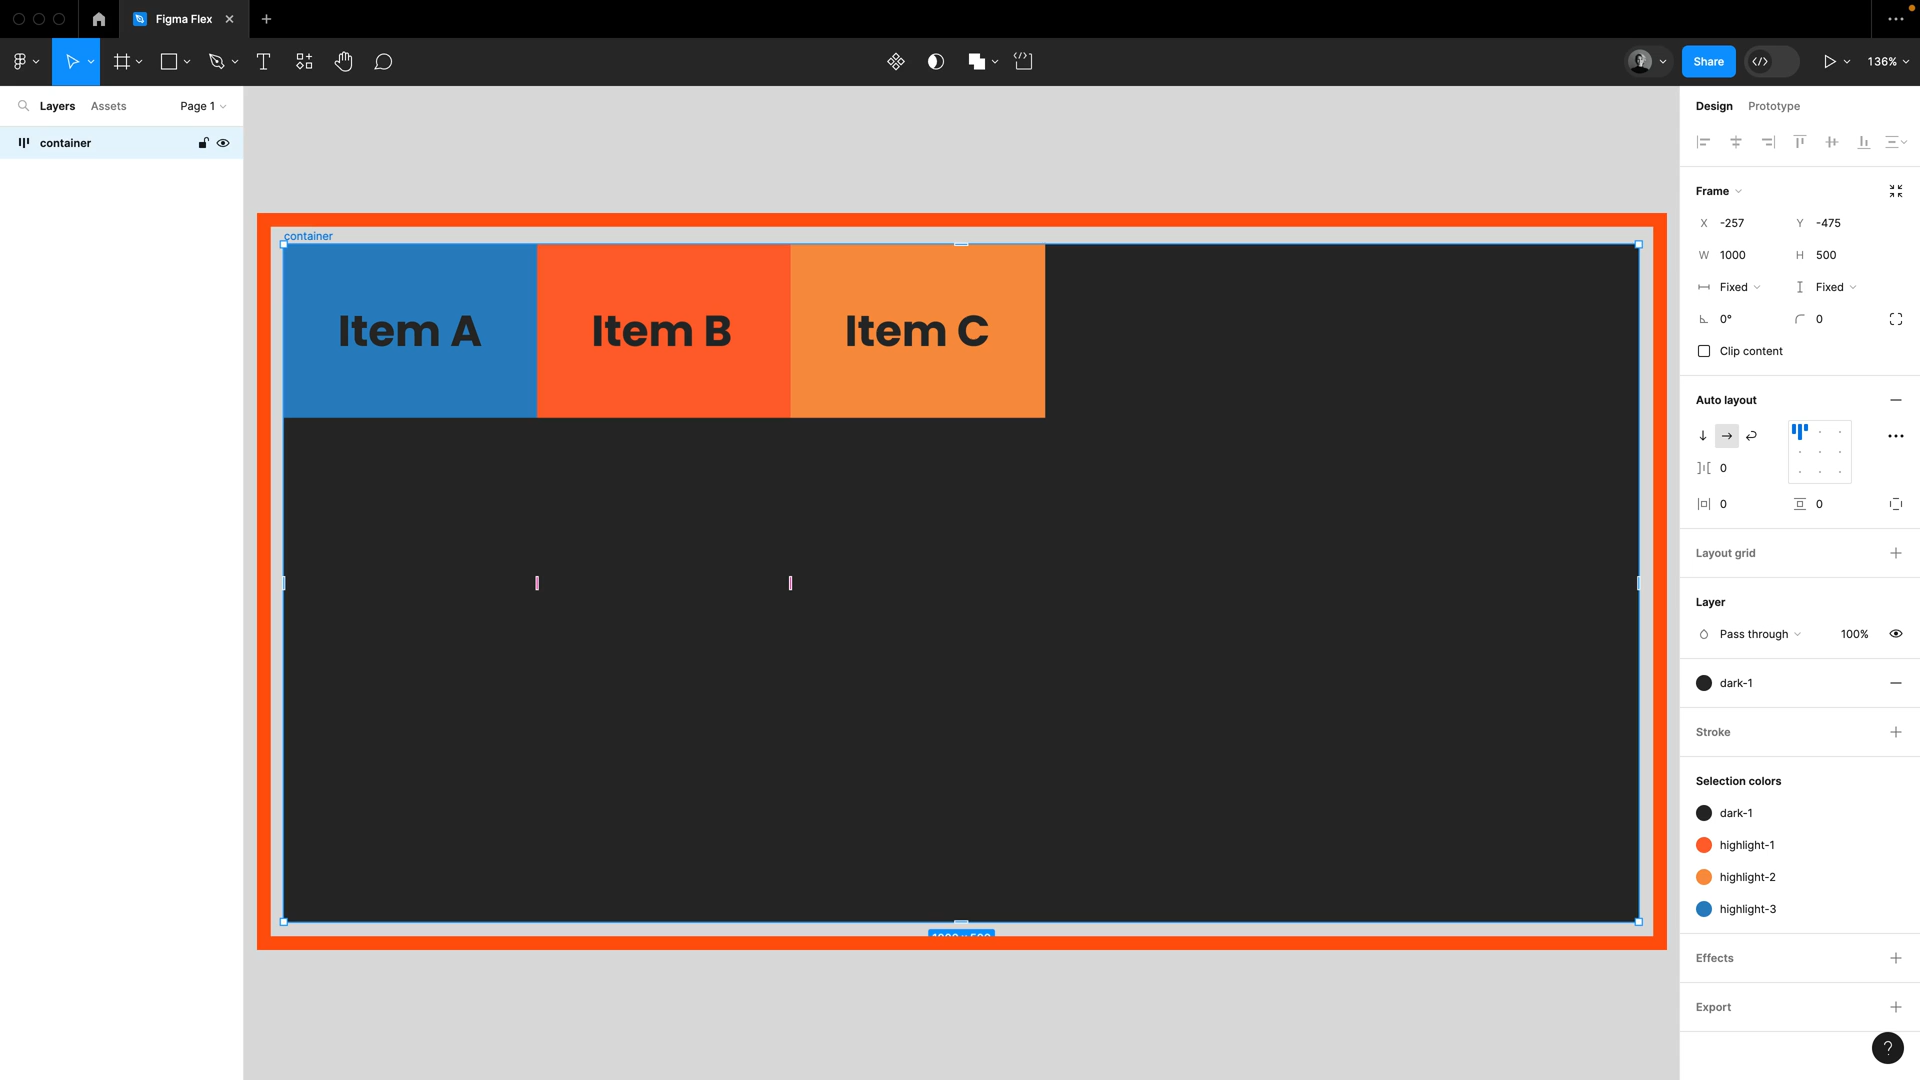 Figma Flex
Share
136%
Layers
Assets
Page 1
container
container
Item A
Item B
Item C
Design
Prototype
Frame
X -257
Y -475
W 1000
H 500
Fixed
Fixed
0°
0
Clip content
Auto layout
0
0
0
Layout grid
Layer
Pass through
100%
dark-1
Stroke
Selection colors
dark-1
highlight-1
highlight-2
highlight-3
Effects
Export
?